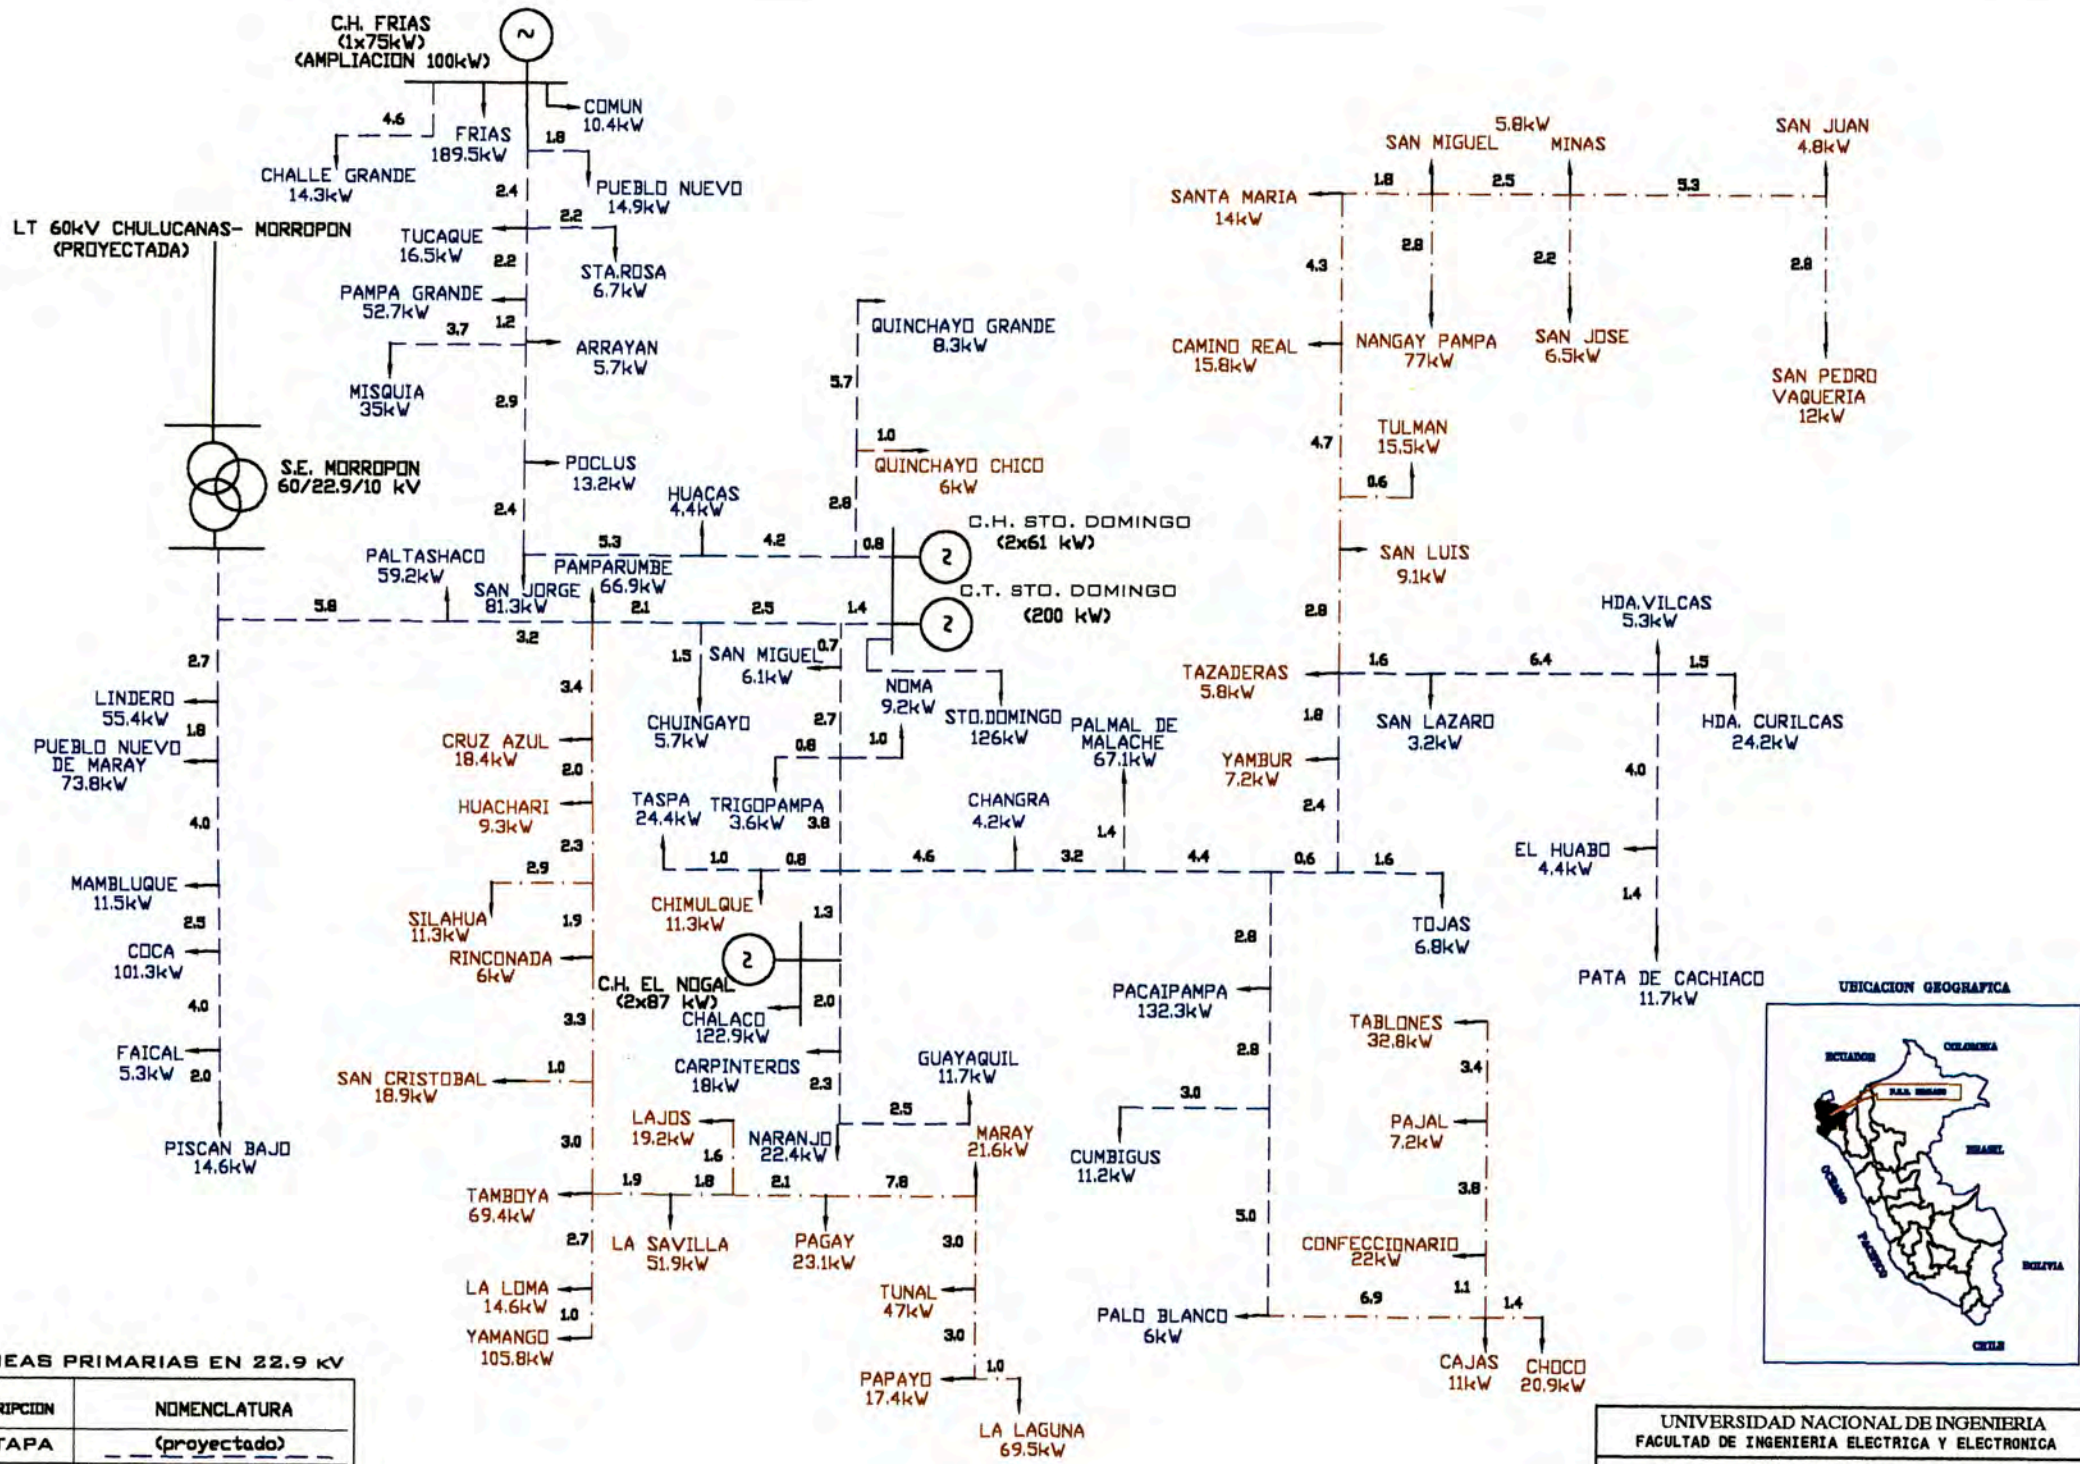 C.H. FRIAS
(1x75kW)
(AMPLIACION 100kW)
~
COMUN
10.4kW
4.6
FRIAS
189.5kW
1.8
CHALLE GRANDE
14.3kW
2.4
PUEBLO NUEVO
14.9kW
LT 60kV CHULUCANAS- MORROPON
(PROYECTADA)
2.2
TUCAQUE
16.5kW
2.2
STA.ROSA
6.7kW
PAMPA GRANDE
52.7kW
1.2
3.7
ARRAYAN
5.7kW
MISQUIA
35kW
2.9
S.E. MORROPON
60/22.9/10 kV
POCLUS
13.2kW
2.4
HUACAS
4.4kW
5.3
4.2
0.8
QUINCHAYO GRANDE
8.3kW
5.7
1.0
QUINCHAYO CHICO
6kW
2.8
C.H. STO. DOMINGO
(2x61 kW)
2
C.T. STO. DOMINGO
(200 kW)
2
PALTASHACO
59.2kW
SAN JORGE
81.3kW
PAMPARUMBE
66.9kW
5.8
3.2
2.1
2.5
1.4
2.7
1.5
SAN MIGUEL
6.1kW
0.7
LINDERO
55.4kW
1.8
3.4
CHUINGAYO
5.7kW
NOMA
9.2kW
STO.DOMINGO
126kW
PALMAL DE
MALACHE
67.1kW
PUEBLO NUEVO
DE MARAY
73.8kW
CRUZ AZUL
18.4kW
2.7
0.8
1.0
2.0
4.0
HUACHARI
9.3kW
TASPA
24.4kW
TRIGOPAMPA
3.6kW
3.8
CHANGRA
4.2kW
1.4
2.3
2.9
1.0
0.8
4.6
3.2
4.4
0.6
1.6
MAMBLUQUE
11.5kW
2.5
SILAHUA
11.3kW
1.9
CHIMULQUE
11.3kW
1.3
TOJAS
6.8kW
COCA
101.3kW
RINCONADA
6kW
2
C.H. EL NOGAL
(2x87 kW)
2.8
4.0
3.3
CHALACO
122.9kW
2.0
PACAIPAMPA
132.3kW
FAICAL
5.3kW
2.0
CARPINTEROS
18kW
2.3
GUAYAQUIL
11.7kW
2.8
SAN CRISTOBAL
18.9kW
1.0
2.5
3.0
PISCAN BAJO
14.6kW
3.0
LAJOS
19.2kW
1.6
NARANJO
22.4kW
MARAY
21.6kW
CUMBIGUS
11.2kW
TAMBOYA
69.4kW
1.9
1.8
2.1
7.8
5.0
2.7
LA SAVILLA
51.9kW
PAGAY
23.1kW
3.0
LA LOMA
14.6kW
1.0
TUNAL
47kW
YAMANGO
105.8kW
3.0
PAPAYO
17.4kW
1.0
LA LAGUNA
69.5kW
5.8kW
SAN MIGUEL
MINAS
SAN JUAN
4.8kW
SANTA MARIA
14kW
1.8
2.5
5.3
4.3
2.8
2.2
2.8
CAMINO REAL
15.8kW
NANGAY PAMPA
77kW
SAN JOSE
6.5kW
SAN PEDRO
VAQUERIA
12kW
4.7
TULMAN
15.5kW
0.6
SAN LUIS
9.1kW
2.8
HDA.VILCAS
5.3kW
TAZADERAS
5.8kW
1.6
6.4
1.5
1.8
SAN LAZARO
3.2kW
HDA. CURILCAS
24.2kW
YAMBUR
7.2kW
2.4
4.0
EL HUABO
4.4kW
1.4
PATA DE CACHIACO
11.7kW
TABLONES
32.8kW
3.4
PAJAL
7.2kW
3.8
CONFECCIONARIO
22kW
1.1
PALO BLANCO
6kW
6.9
1.4
CAJAS
11kW
CHOCO
20.9kW
UBICACION GEOGRAFICA
ECUADOR
COLOMBIA
BRASIL
OCEANO
PACIFICO
BOLIVIA
CHILE
NEAS PRIMARIAS EN 22.9 kV
RIPCION
NOMENCLATURA
TAPA
(proyectado)
UNIVERSIDAD NACIONAL DE INGENIERIA
FACULTAD DE INGENIERIA ELECTRICA Y ELECTRONICA